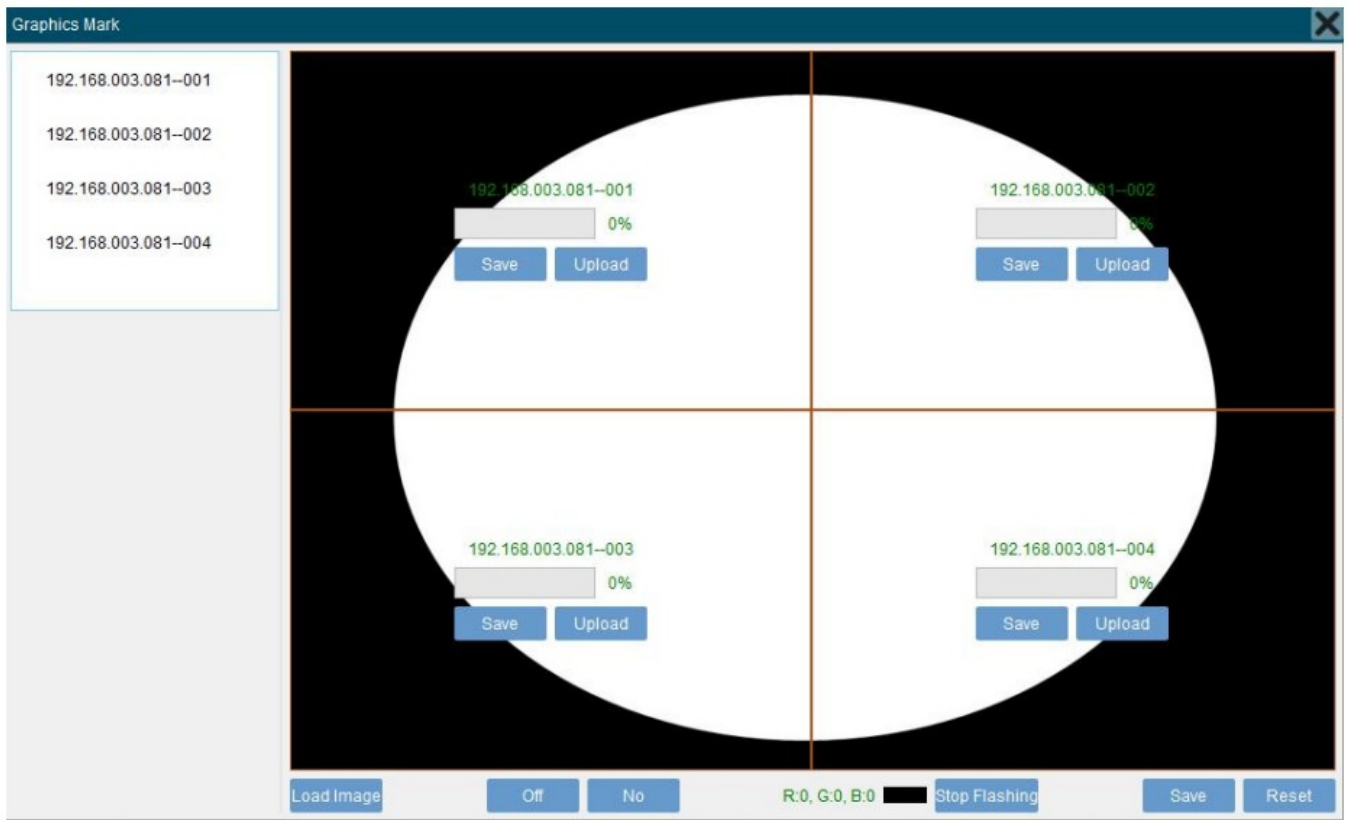 Graphics Mark
192.168.003.081--001
192.168.003.081--002
192.168.003.081--003
192.168.003.081--004
192.168.003.081--001
0%
Save Upload
192.168.003.081--002
0%
Save Upload
192.168.003.081--003
0%
Save Upload
192.168.003.081--004
0%
Save Upload
Load Image Off No R:0, G:0, B:0 Stop Flashing Save Reset